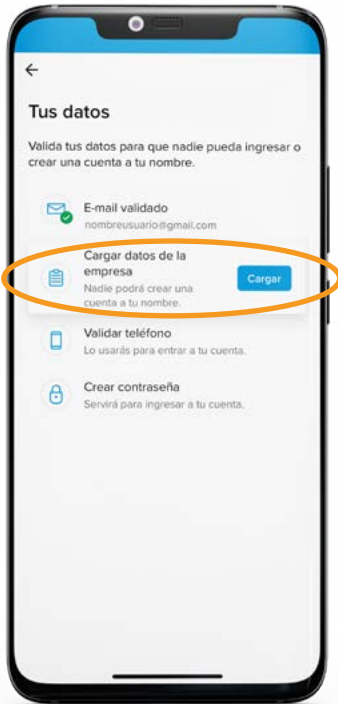 Tus datos
Valida tus datos para que nadie pueda ingresar o
crear una cuenta a tu nombre.
E-mail validado
nombreusuario@gmail.com
Cargar datos de la
empresa
Nadie podrá crear una
cuenta a tu nombre.
Cargar
Validar teléfono
Lo usarás para entrar a tu cuenta.
Crear contraseña
Servirá para ingresar a tu cuenta.